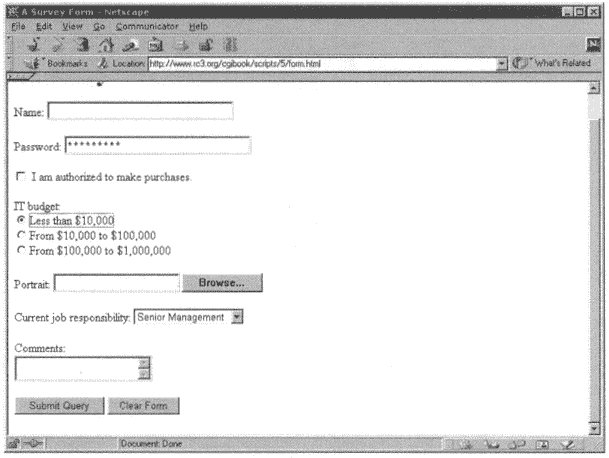 A Survey Form - Netscape
File Edit View Go Communicator Help
Bookmarks Location: http://www.rc3.org/cgibook/scripts/5/form.html What's Related
Name:
Password: *********
I am authorized to make purchases.
IT budget:
Less than $10,000
From $10,000 to $100,000
From $100,000 to $1,000,000
Portrait: Browse...
Current job responsibility: Senior Management
Comments:
Submit Query Clear Form
Document: Done